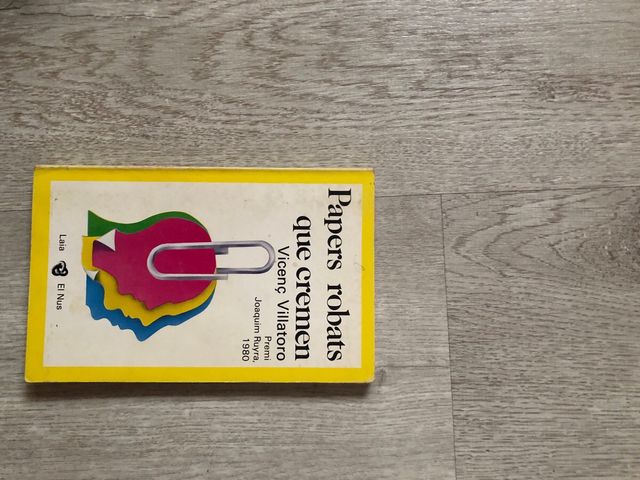 Papers robats
que cremen
Vicenç Villatoro
Premi
Joaquim Ruyra,
1980
Laia El Nus